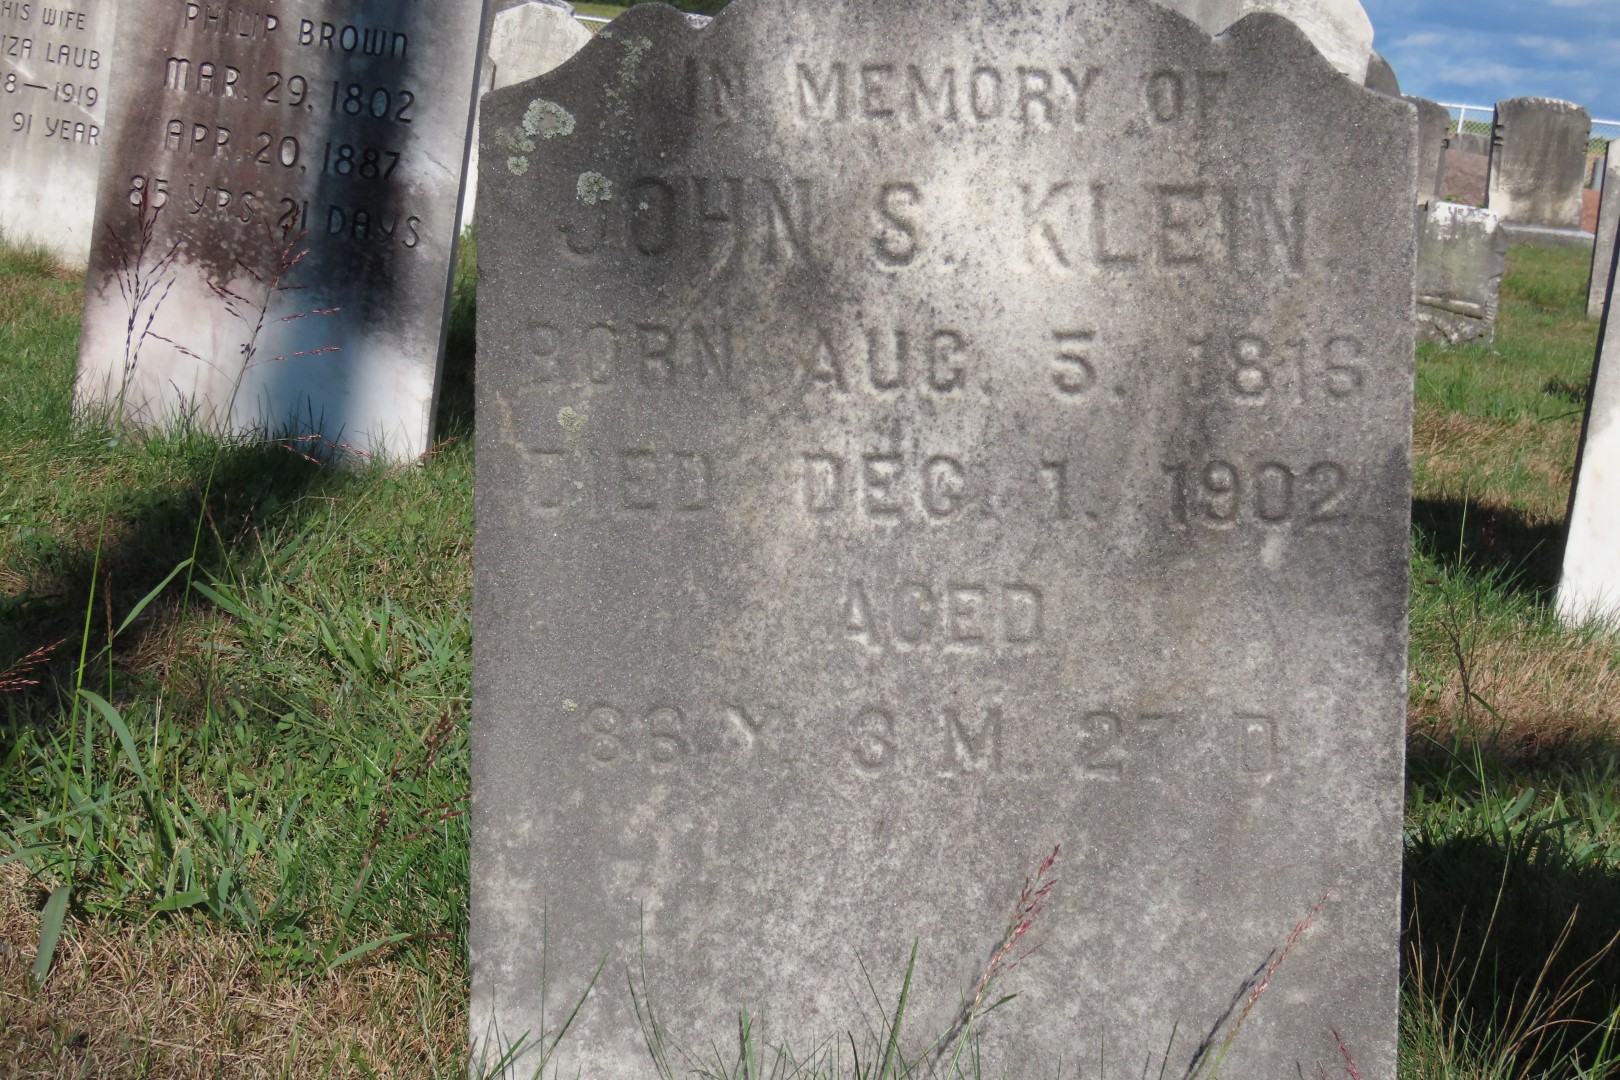 HIS WIFE
IZA LAUB
8—1919
91 YEAR
PHILIP BROWN
MAR. 29, 1802
APR. 20, 1887
85 YRS. 21 DAYS
IN MEMORY OF
JOHN S. KLEIN
BORN AUG. 5. 1816
DIED DEC. 1. 1902
AGED
86 Y. 3 M. 27 D.